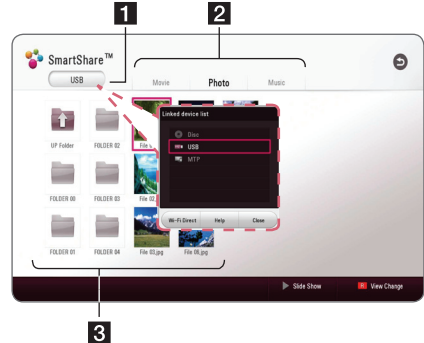 1
2
SmartShare™
USB
Movie
Photo
Music
Linked device list
Disc
USB
MTP
Wi-Fi Direct
Help
Close
UP Folder
FOLDER 02
FOLDER 00
FOLDER 03
File 02.
FOLDER 01
FOLDER 04
File 03.jpg
File 08.jpg
Slide Show
View Change
3